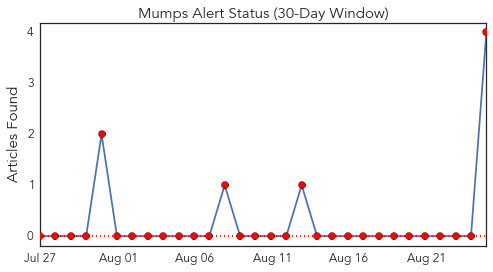 Mumps Alert Status (30-Day Window)
Articles Found
4
3
2
1
0
Jul 27
Aug 01
Aug 06
Aug 11
Aug 16
Aug 21